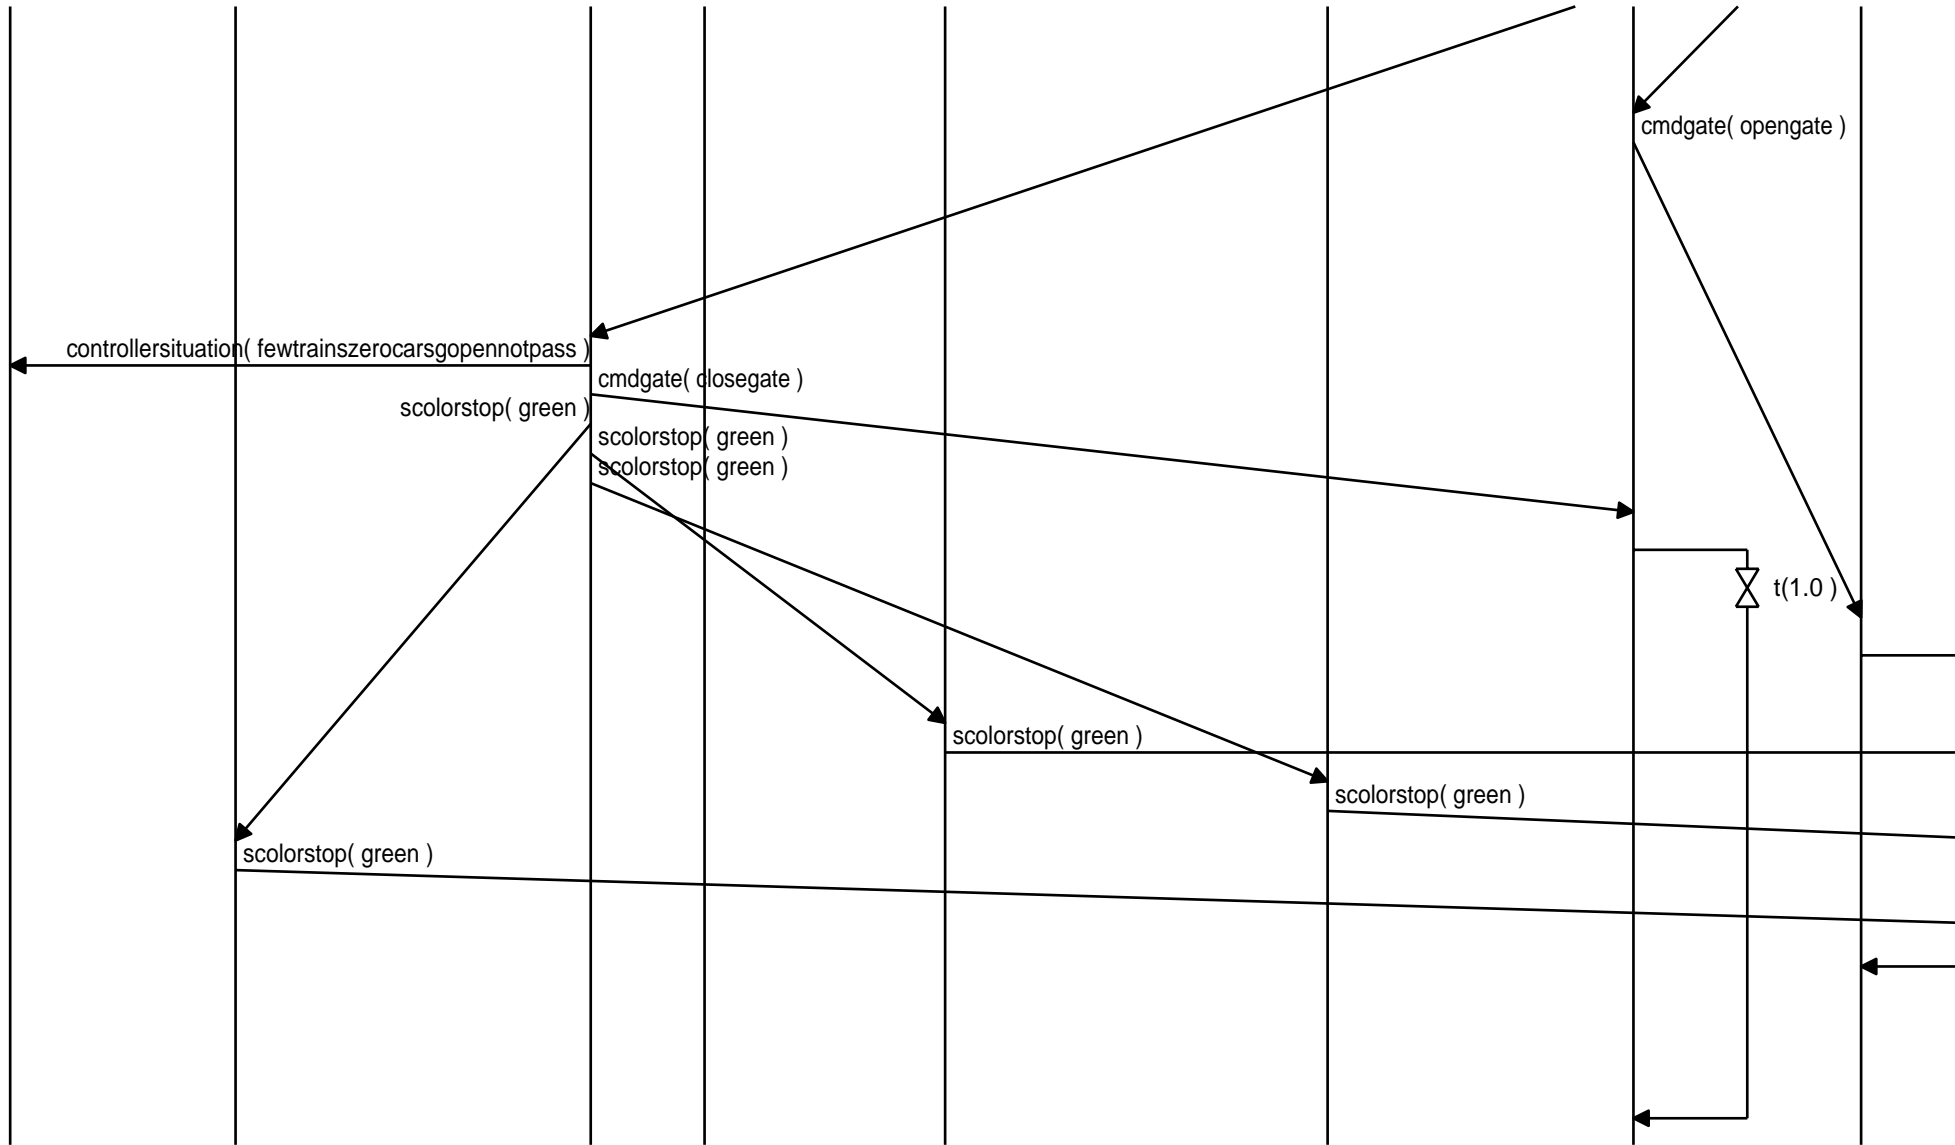 cmdgate( opengate )
controllersituation( fewtrainszerocarsgopennotpass )
cmdgate( closegate )
scolorstop( green )
scolorstop( green )
scolorstop( green )
t(1.0 )
scolorstop( green )
scolorstop( green )
scolorstop( green )